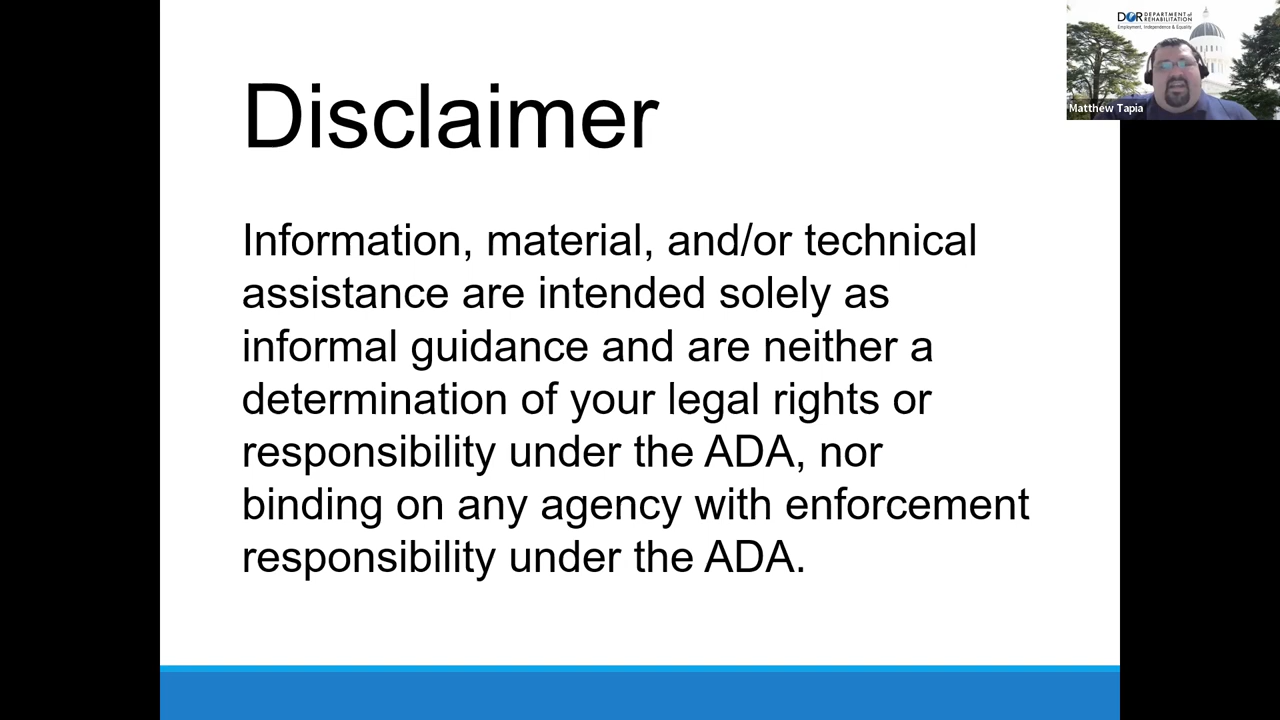 DOR DEPARTMENT of
REHABILITATION
Employment, Independence & Equality
Matthew Tapia
Disclaimer
Information, material, and/or technical
assistance are intended solely as
informal guidance and are neither a
determination of your legal rights or
responsibility under the ADA, nor
binding on any agency with enforcement
responsibility under the ADA.